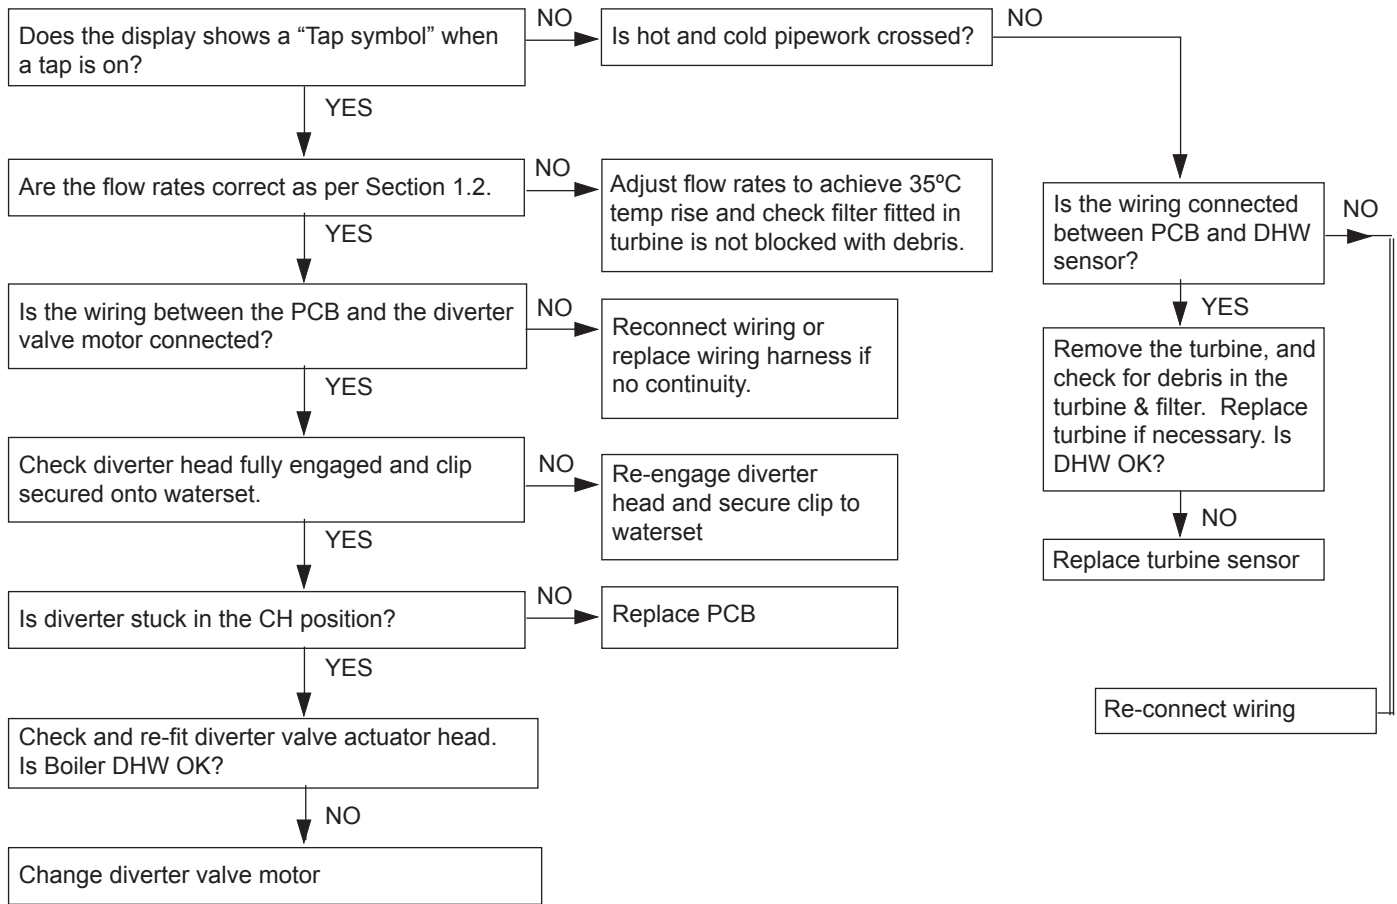 Does the display shows a “Tap symbol” when
a tap is on?
NO
Is hot and cold pipework crossed?
NO
YES
Are the flow rates correct as per Section 1.2.
NO
Adjust flow rates to achieve 35ºC
temp rise and check filter fitted in
turbine is not blocked with debris.
YES
Is the wiring between the PCB and the diverter
valve motor connected?
NO
Reconnect wiring or
replace wiring harness if
no continuity.
YES
Check diverter head fully engaged and clip
secured onto waterset.
NO
Re-engage diverter
head and secure clip to
waterset
YES
Is diverter stuck in the CH position?
NO
Replace PCB
YES
Check and re-fit diverter valve actuator head.
Is Boiler DHW OK?
NO
Change diverter valve motor
Is the wiring connected
between PCB and DHW
sensor?
NO
YES
Remove the turbine, and
check for debris in the
turbine & filter. Replace
turbine if necessary. Is
DHW OK?
NO
Replace turbine sensor
Re-connect wiring